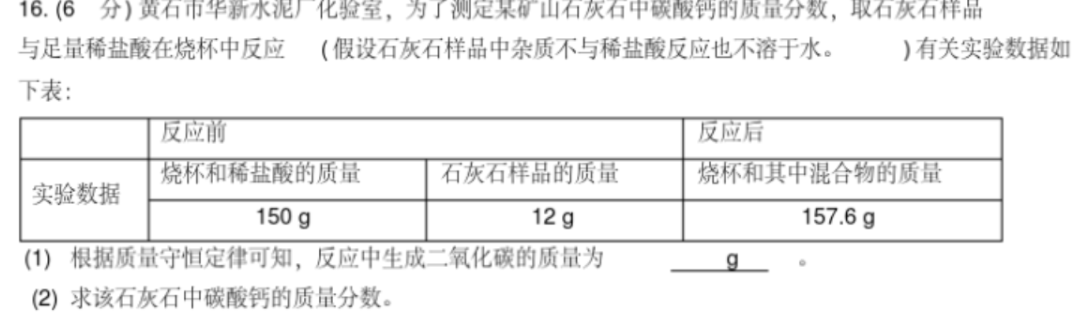 16. (6 分) 黄石市华新水泥厂化验室，为了测定某矿山石灰石中碳酸钙的质量分数，取石灰石样品
与足量稀盐酸在烧杯中反应 (假设石灰石样品中杂质不与稀盐酸反应也不溶于水。 ) 有关实验数据如
下表：
反应前 反应后
实验数据 烧杯和稀盐酸的质量 石灰石样品的质量 烧杯和其中混合物的质量
150 g 12 g 157.6 g
(1) 根据质量守恒定律可知，反应中生成二氧化碳的质量为 g 。
(2) 求该石灰石中碳酸钙的质量分数。